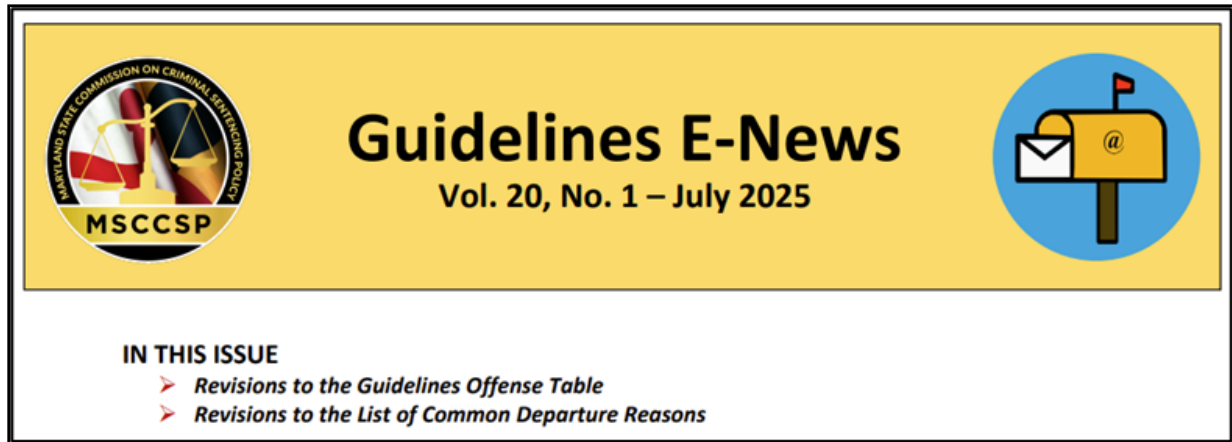 MARYLAND STATE COMMISSION ON CRIMINAL SENTENCING POLICY
MSCCSP
Guidelines E-News
Vol. 20, No. 1 – July 2025
@
IN THIS ISSUE
➢ Revisions to the Guidelines Offense Table
➢ Revisions to the List of Common Departure Reasons